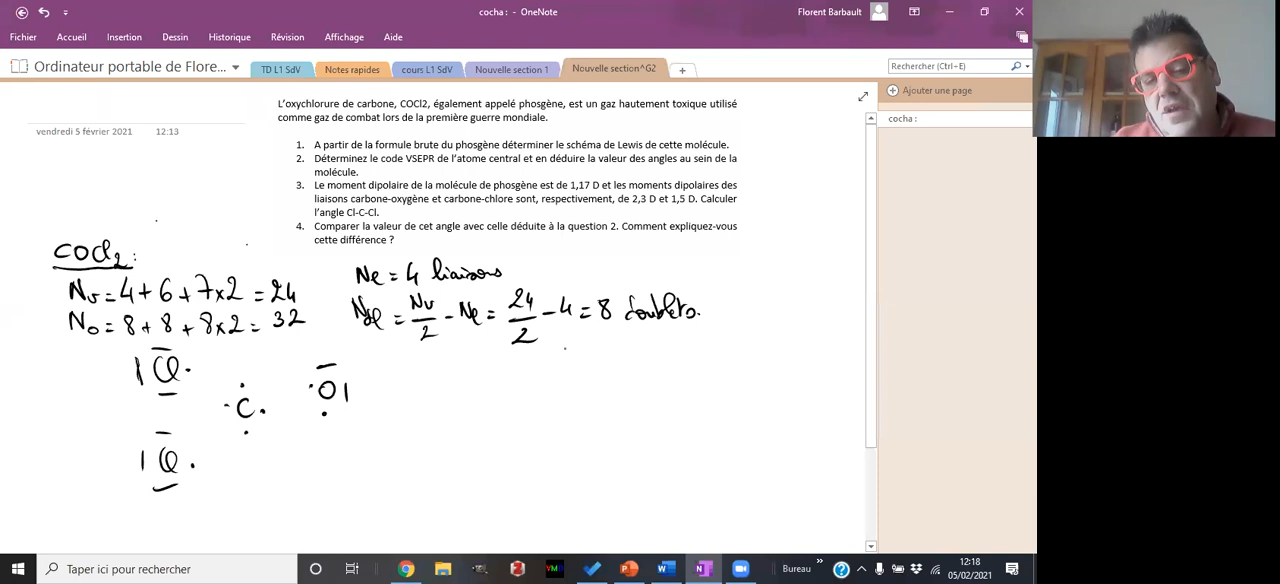 cocha : - OneNote
Florent Barbault
Fichier Accueil Insertion Dessin Historique Révision Affichage Aide
Ordinateur portable de Flore...
TD L1 SdV Notes rapides cours L1 SdV Nouvelle section 1 Nouvelle section^G2
Rechercher (Ctrl+E)
Ajouter une page
cocha :
vendredi 5 février 2021 12:13
L'oxychlorure de carbone, COCl2, également appelé phosgène, est un gaz hautement toxique utilisé
comme gaz de combat lors de la première guerre mondiale.
1. A partir de la formule brute du phosgène déterminer le schéma de Lewis de cette molécule.
2. Déterminez le code VSEPR de l'atome central et en déduire la valeur des angles au sein de la
molécule.
3. Le moment dipolaire de la molécule de phosgène est de 1,17 D et les moments dipolaires des
liaisons carbone-oxygène et carbone-chlore sont, respectivement, de 2,3 D et 1,5 D. Calculer
l'angle Cl-C-Cl.
4. Comparer la valeur de cet angle avec celle déduite à la question 2. Comment expliquez-vous
cette différence ?
COCl2 :
Nv = 4 + 6 + 7x2 = 24
No = 8 + 8 + 8x2 = 32
Nl = 4 liaisons
Ndl = Nv/2 - Nl = 24/2 - 4 = 8 doublets.
Cl
C
O
Cl
Taper ici pour rechercher
YMD
Bureau »
12:18
05/02/2021